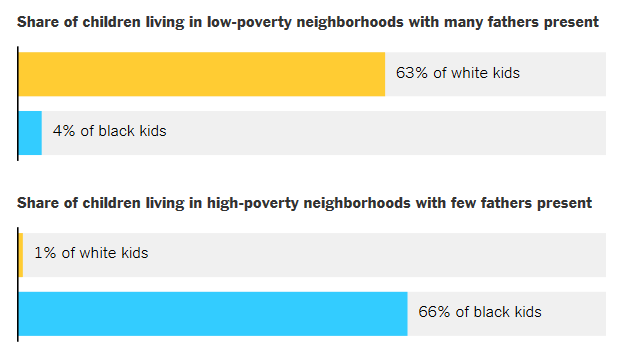 Share of children living in low-poverty neighborhoods with many fathers present
63% of white kids
4% of black kids
Share of children living in high-poverty neighborhoods with few fathers present
1% of white kids
66% of black kids